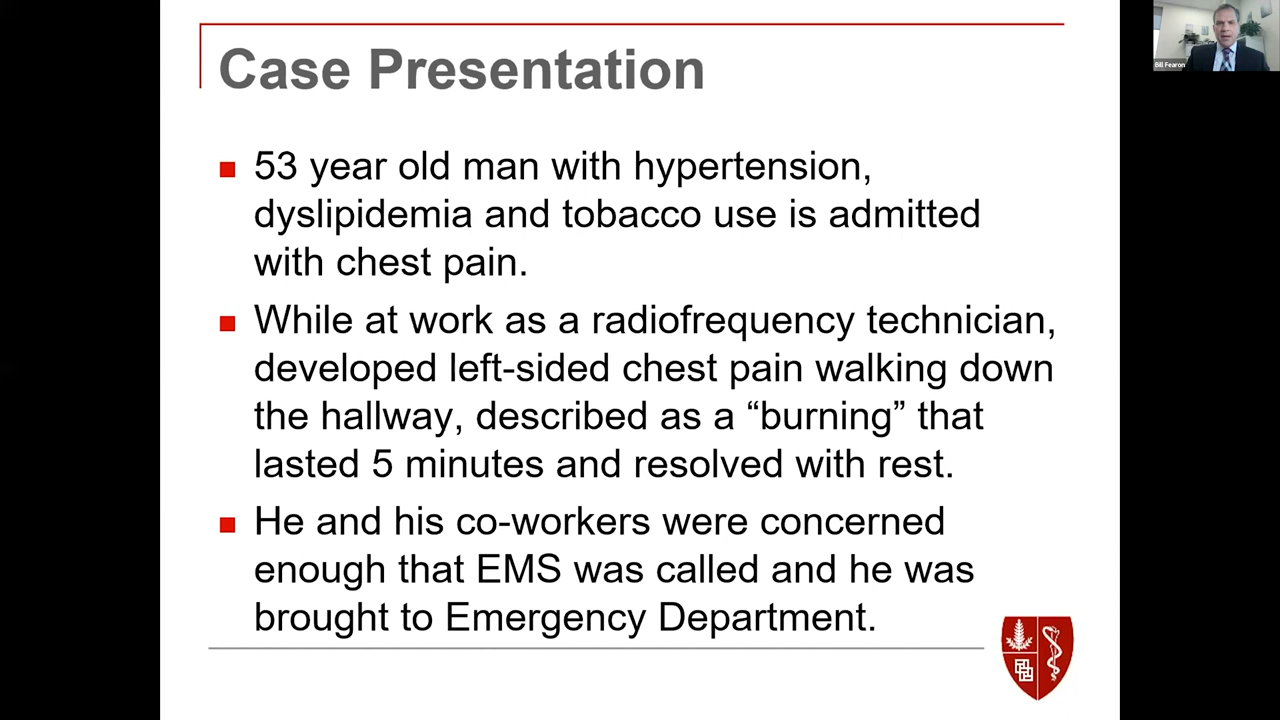 Case Presentation
53 year old man with hypertension,
dyslipidemia and tobacco use is admitted
with chest pain.
While at work as a radiofrequency technician,
developed left-sided chest pain walking down
the hallway, described as a “burning” that
lasted 5 minutes and resolved with rest.
He and his co-workers were concerned
enough that EMS was called and he was
brought to Emergency Department.
Bill Fearon